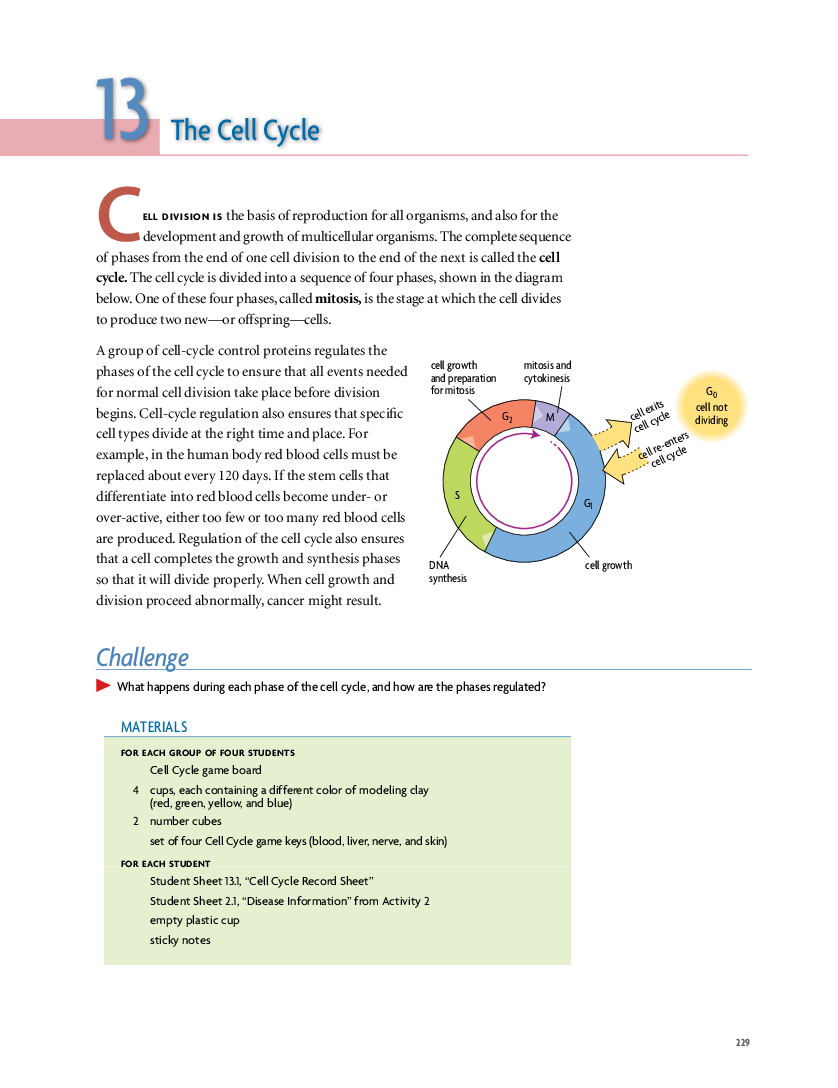 13
The Cell Cycle
CELL DIVISION IS the basis of reproduction for all organisms, and also for the
development and growth of multicellular organisms. The complete sequence
of phases from the end of one cell division to the end of the next is called the cell
cycle. The cell cycle is divided into a sequence of four phases, shown in the diagram
below. One of these four phases, called mitosis, is the stage at which the cell divides
to produce two new—or offspring—cells.
A group of cell-cycle control proteins regulates the
phases of the cell cycle to ensure that all events needed
for normal cell division take place before division
begins. Cell-cycle regulation also ensures that specific
cell types divide at the right time and place. For
example, in the human body red blood cells must be
replaced about every 120 days. If the stem cells that
differentiate into red blood cells become under- or
over-active, either too few or too many red blood cells
are produced. Regulation of the cell cycle also ensures
that a cell completes the growth and synthesis phases
so that it will divide properly. When cell growth and
division proceed abnormally, cancer might result.
cell growth
and preparation
for mitosis
mitosis and
cytokinesis
G2
M
S
G1
cell exits
cell cycle
cell re-enters
cell cycle
G0
cell not
dividing
DNA
synthesis
cell growth
Challenge
What happens during each phase of the cell cycle, and how are the phases regulated?
MATERIALS
FOR EACH GROUP OF FOUR STUDENTS
Cell Cycle game board
4 cups, each containing a different color of modeling clay
(red, green, yellow, and blue)
2 number cubes
set of four Cell Cycle game keys (blood, liver, nerve, and skin)
FOR EACH STUDENT
Student Sheet 13.1, “Cell Cycle Record Sheet”
Student Sheet 2.1, “Disease Information” from Activity 2
empty plastic cup
sticky notes
229